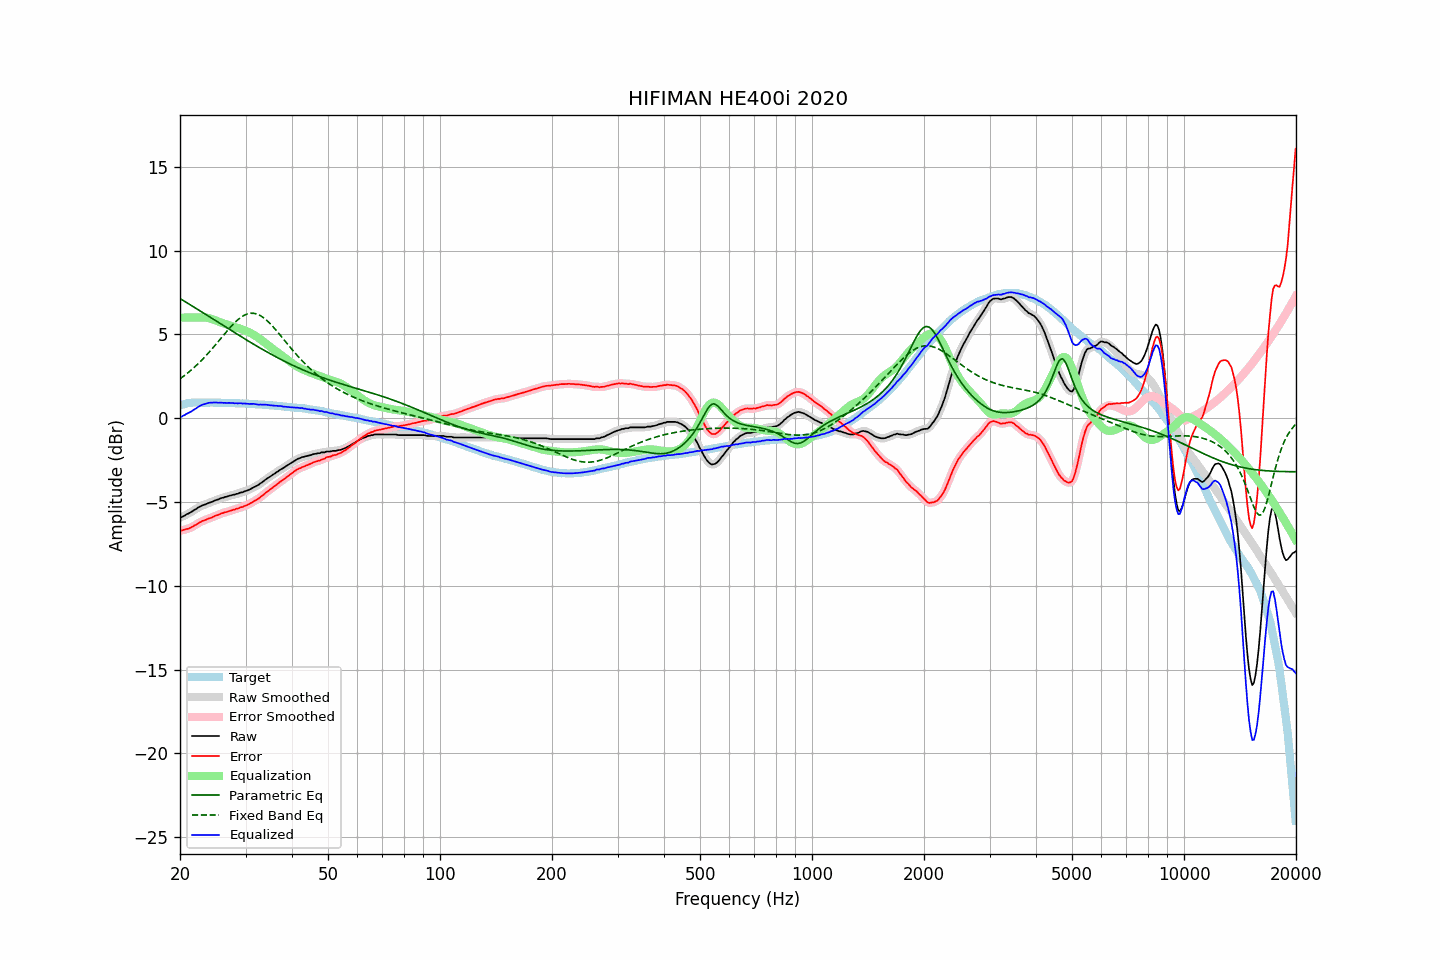 HIFIMAN HE400i 2020
Amplitude (dBr)
15
10
5
0
−5
−10
−15
−20
−25
Target
Raw Smoothed
Error Smoothed
Raw
Error
Equalization
Parametric Eq
Fixed Band Eq
Equalized
20
50
100
200
500
1000
2000
5000
10000
20000
Frequency (Hz)